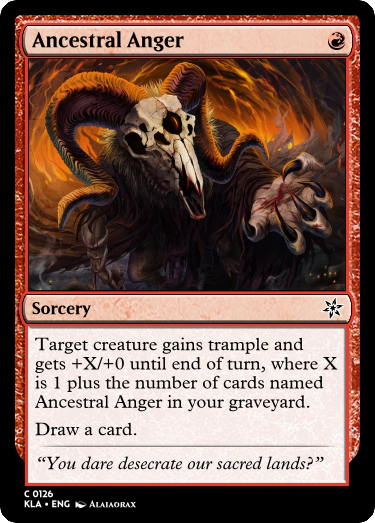 Ancestral Anger
Sorcery
Target creature gains trample and
gets +X/+0 until end of turn, where X
is 1 plus the number of cards named
Ancestral Anger in your graveyard.
Draw a card.
“You dare desecrate our sacred lands?”
C 0126
KLA • ENG Alaiaorax